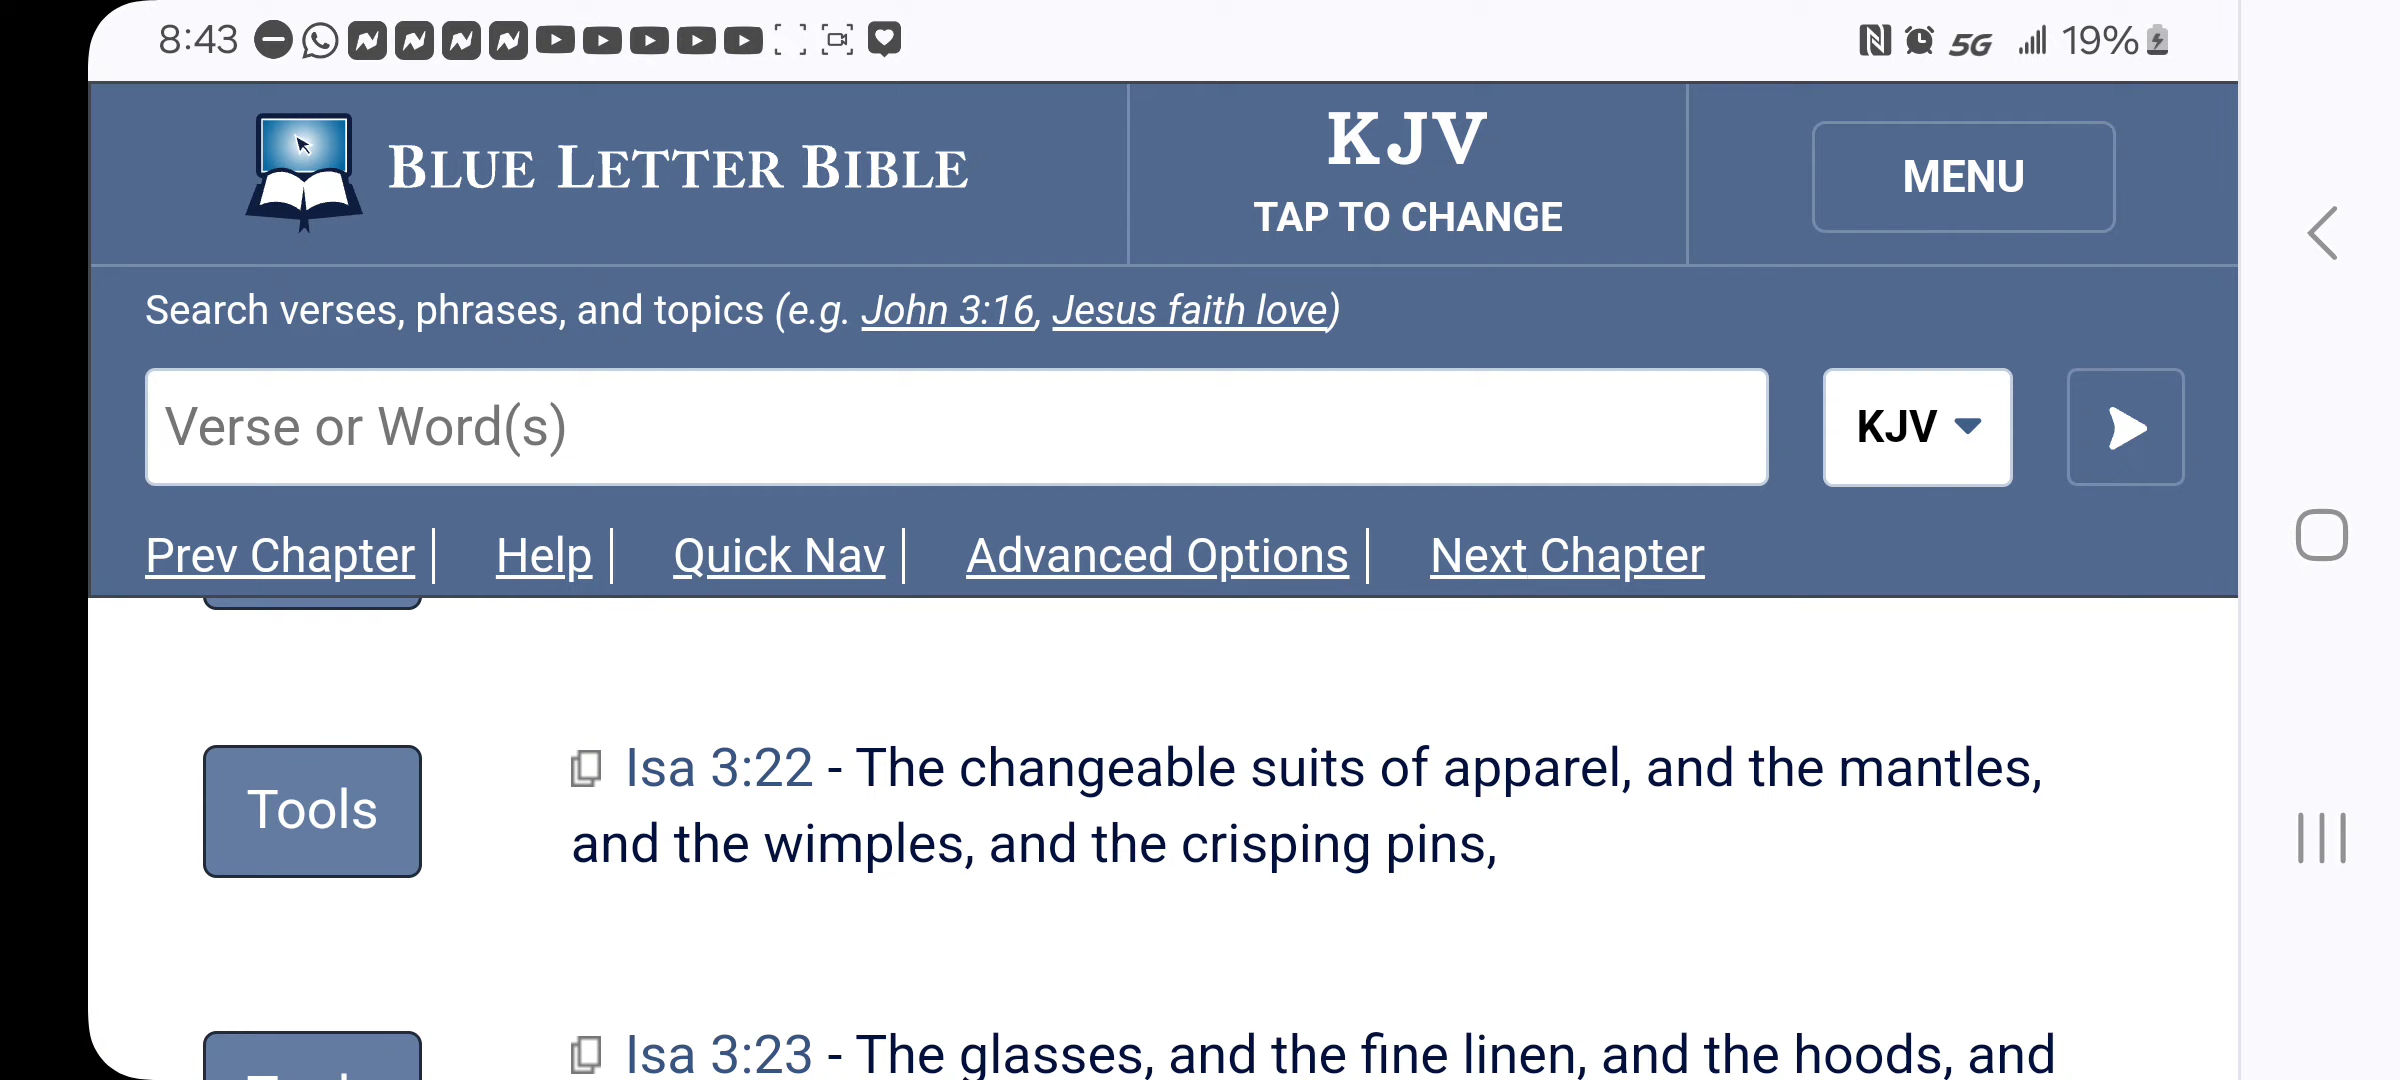 8:43
5G 19%
BLUE LETTER BIBLE
KJV
TAP TO CHANGE
MENU
Search verses, phrases, and topics (e.g. John 3:16, Jesus faith love)
Verse or Word(s)
KJV
Prev Chapter
Help
Quick Nav
Advanced Options
Next Chapter
Tools
Isa 3:22 - The changeable suits of apparel, and the mantles,
and the wimples, and the crisping pins,
Isa 3:23 - The glasses, and the fine linen, and the hoods, and